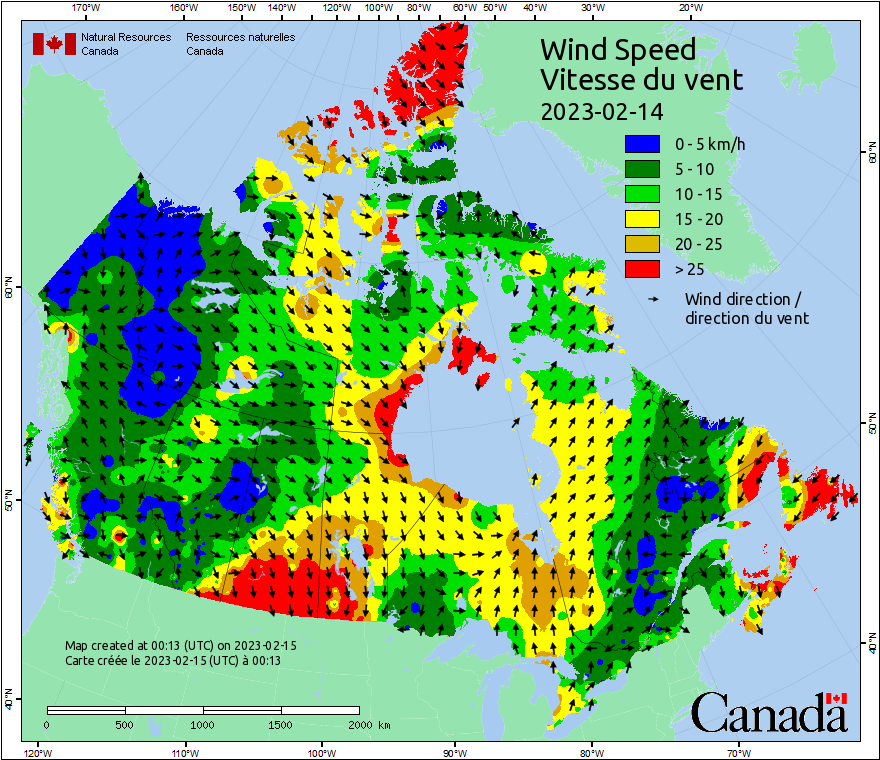 170°W 160°W 150°W 140°W 120°W 100°W 80°W 60°W 50°W 40°W 30°W 20°W
Natural Resources Ressources naturelles
Canada Canada
Wind Speed
Vitesse du vent
2023-02-14
0 - 5 km/h
5 - 10
10 - 15
15 - 20
20 - 25
> 25
Wind direction /
direction du vent
60°N 60°N
50°N 50°N
40°N 40°N
Map created at 00:13 (UTC) on 2023-02-15
Carte créée le 2023-02-15 (UTC) à 00:13
0 500 1000 1500 2000 km
Canada
120°W 110°W 100°W 90°W 80°W 70°W